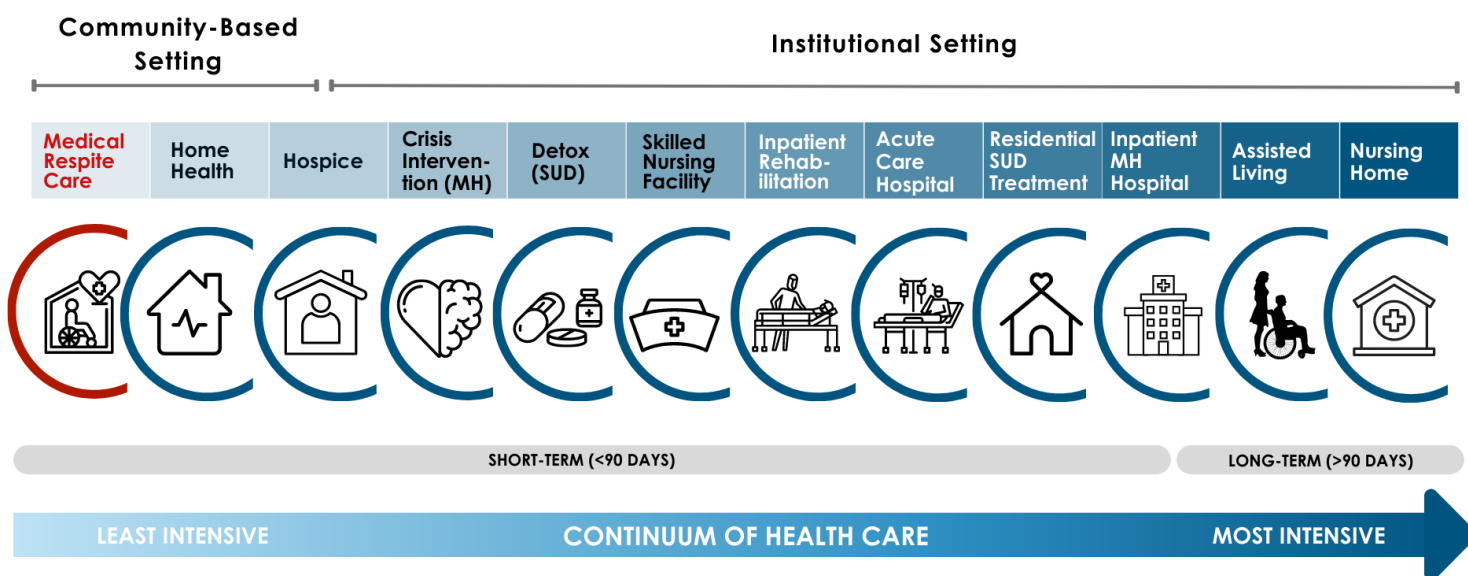 Community-Based
Setting
Institutional Setting
Medical
Respite
Care
Home
Health
Hospice
Crisis
Interven-
tion (MH)
Detox
(SUD)
Skilled
Nursing
Facility
Inpatient
Rehab-
ilitation
Acute
Care
Hospital
Residential
SUD
Treatment
Inpatient
MH
Hospital
Assisted
Living
Nursing
Home
SHORT-TERM (<90 DAYS)
LONG-TERM (>90 DAYS)
LEAST INTENSIVE
CONTINUUM OF HEALTH CARE
MOST INTENSIVE